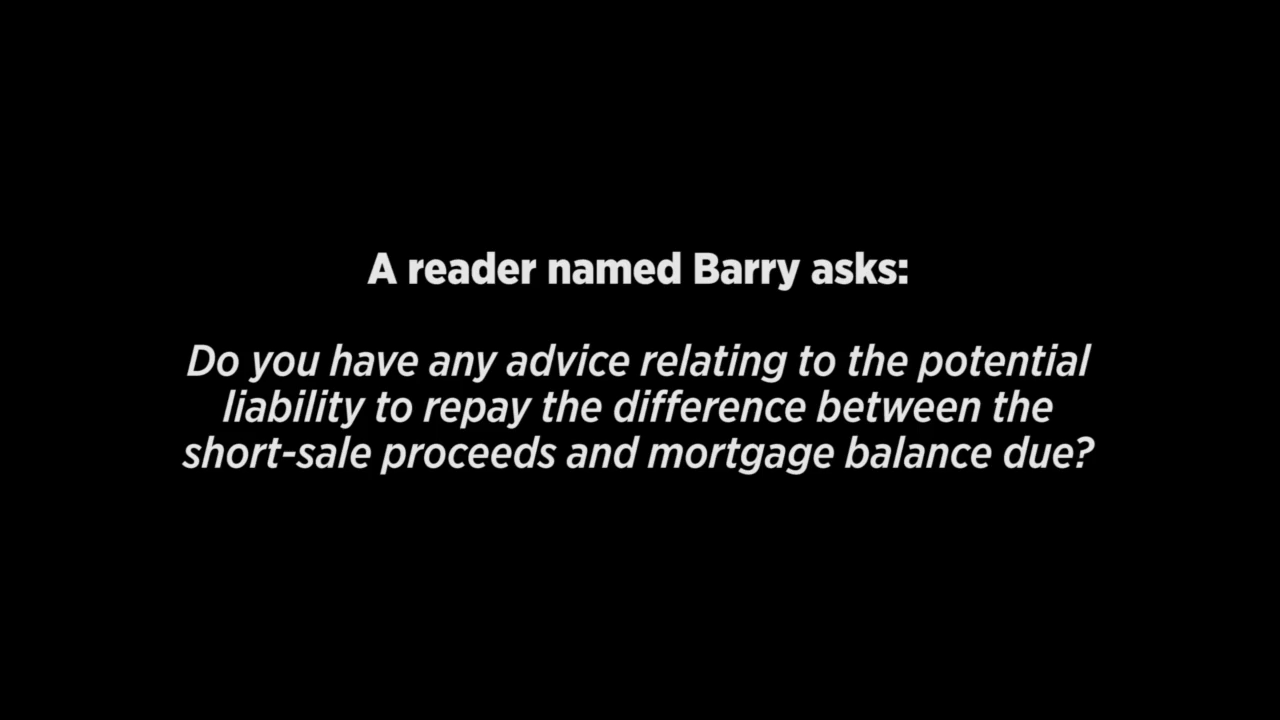 A reader named Barry asks:
Do you have any advice relating to the potential
liability to repay the difference between the
short-sale proceeds and mortgage balance due?